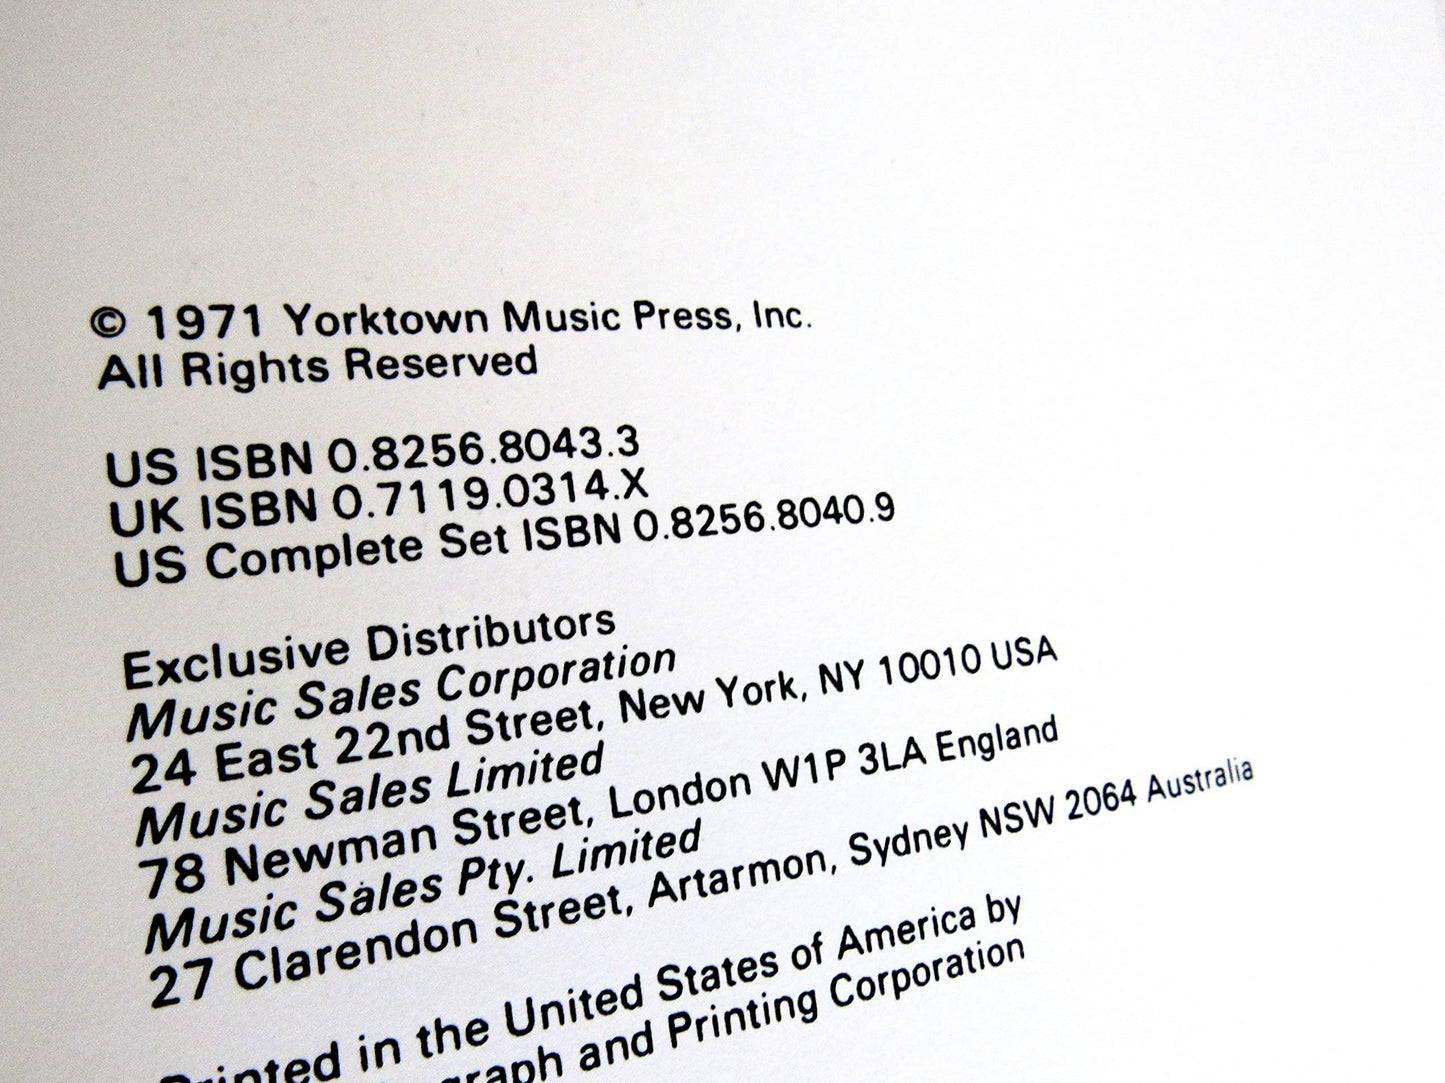 © 1971 Yorktown Music Press, Inc.
All Rights Reserved
US ISBN 0.8256.8043.3
UK ISBN 0.7119.0314.X
US Complete Set ISBN 0.8256.8040.9
Exclusive Distributors
Music Sales Corporation
24 East 22nd Street, New York, NY 10010 USA
Music Sales Limited
78 Newman Street, London W1P 3LA England
Music Sales Pty. Limited
27 Clarendon Street, Artarmon, Sydney NSW 2064 Australia
Printed in the United States of America by
and Printing Corporation